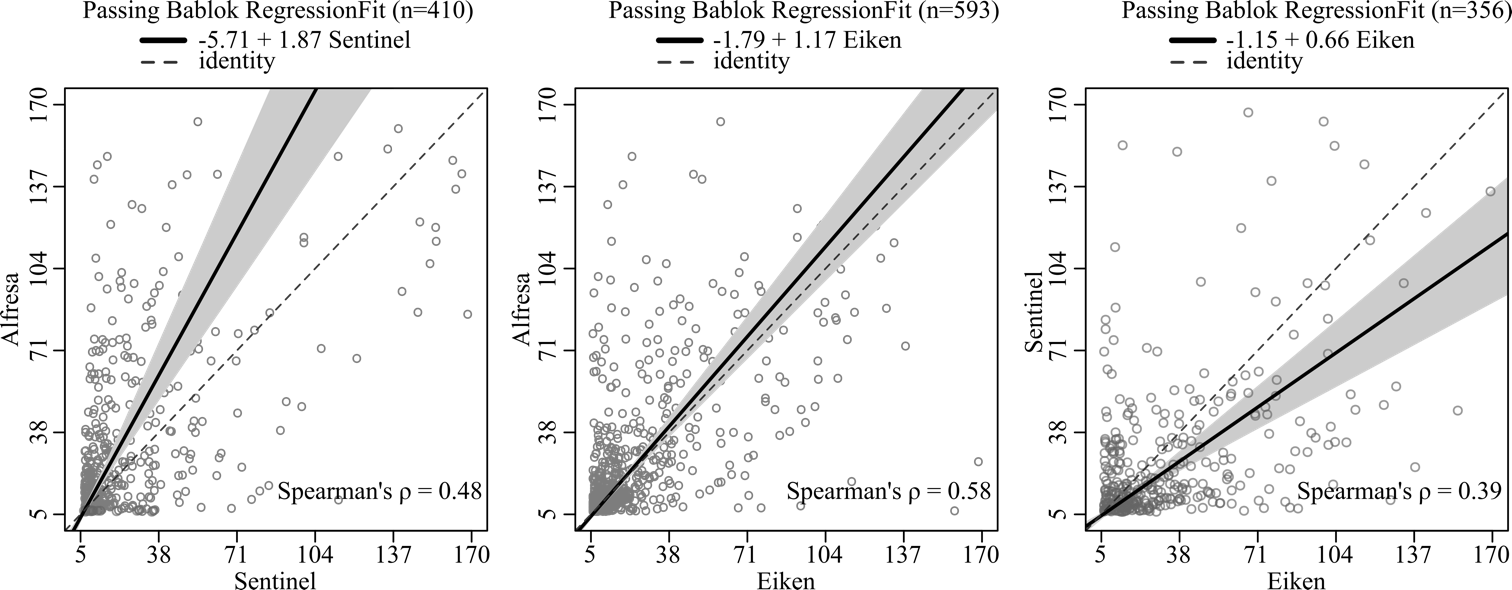 Passing Bablok RegressionFit (n=410)
-5.71 + 1.87 Sentinel
identity
170
137
104
71
38
5
Alfresa
Spearman's ρ = 0.48
5 38 71 104 137 170
Sentinel
Passing Bablok RegressionFit (n=593)
-1.79 + 1.17 Eiken
identity
170
137
104
71
38
5
Alfresa
Spearman's ρ = 0.58
5 38 71 104 137 170
Eiken
Passing Bablok RegressionFit (n=356)
-1.15 + 0.66 Eiken
identity
170
137
104
71
38
5
Sentinel
Spearman's ρ = 0.39
5 38 71 104 137 170
Eiken